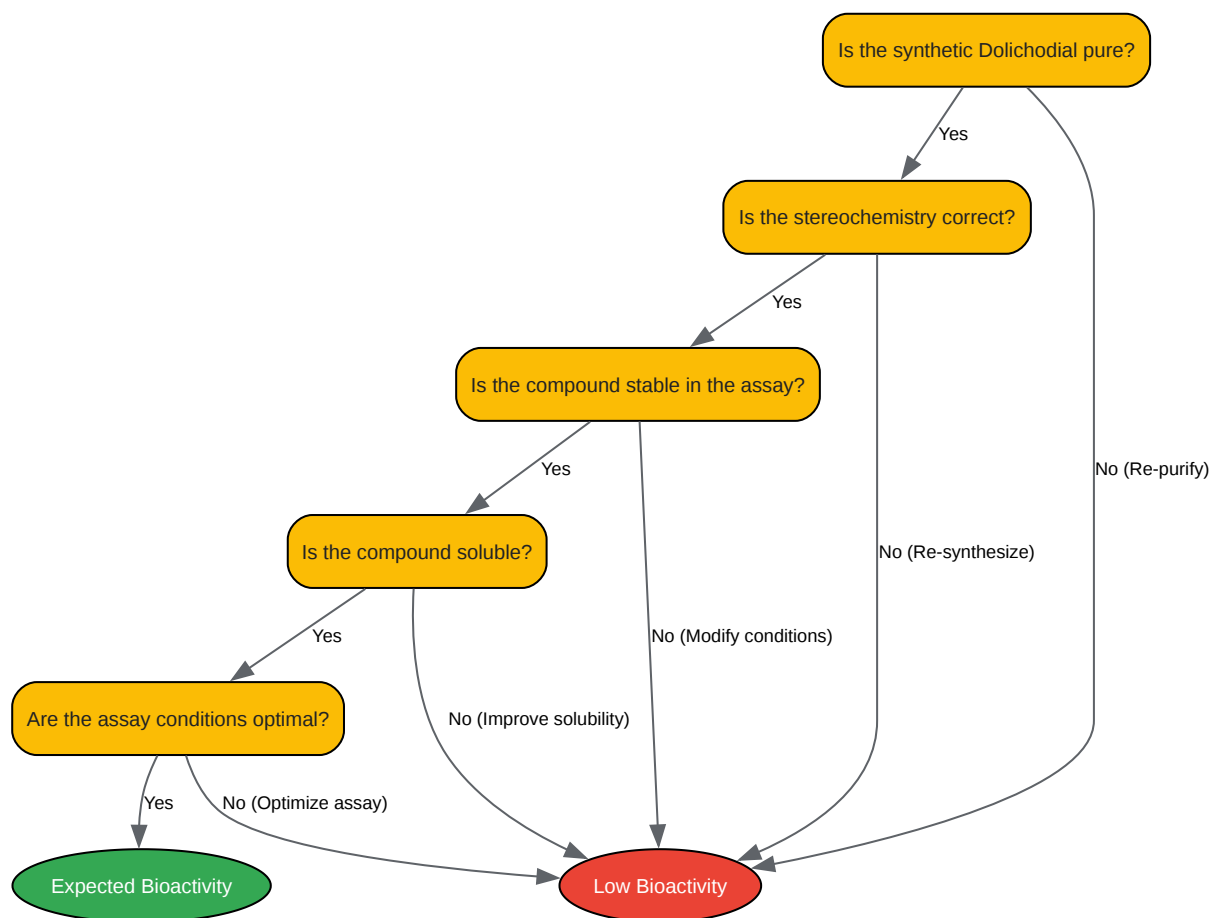 Is the synthetic Dolichodial pure?
Yes
Is the stereochemistry correct?
Yes
Is the compound stable in the assay?
Yes
No (Re-purify)
Is the compound soluble?
No (Re-synthesize)
Yes
No (Modify conditions)
Are the assay conditions optimal?
No (Improve solubility)
Yes
No (Optimize assay)
Expected Bioactivity
Low Bioactivity